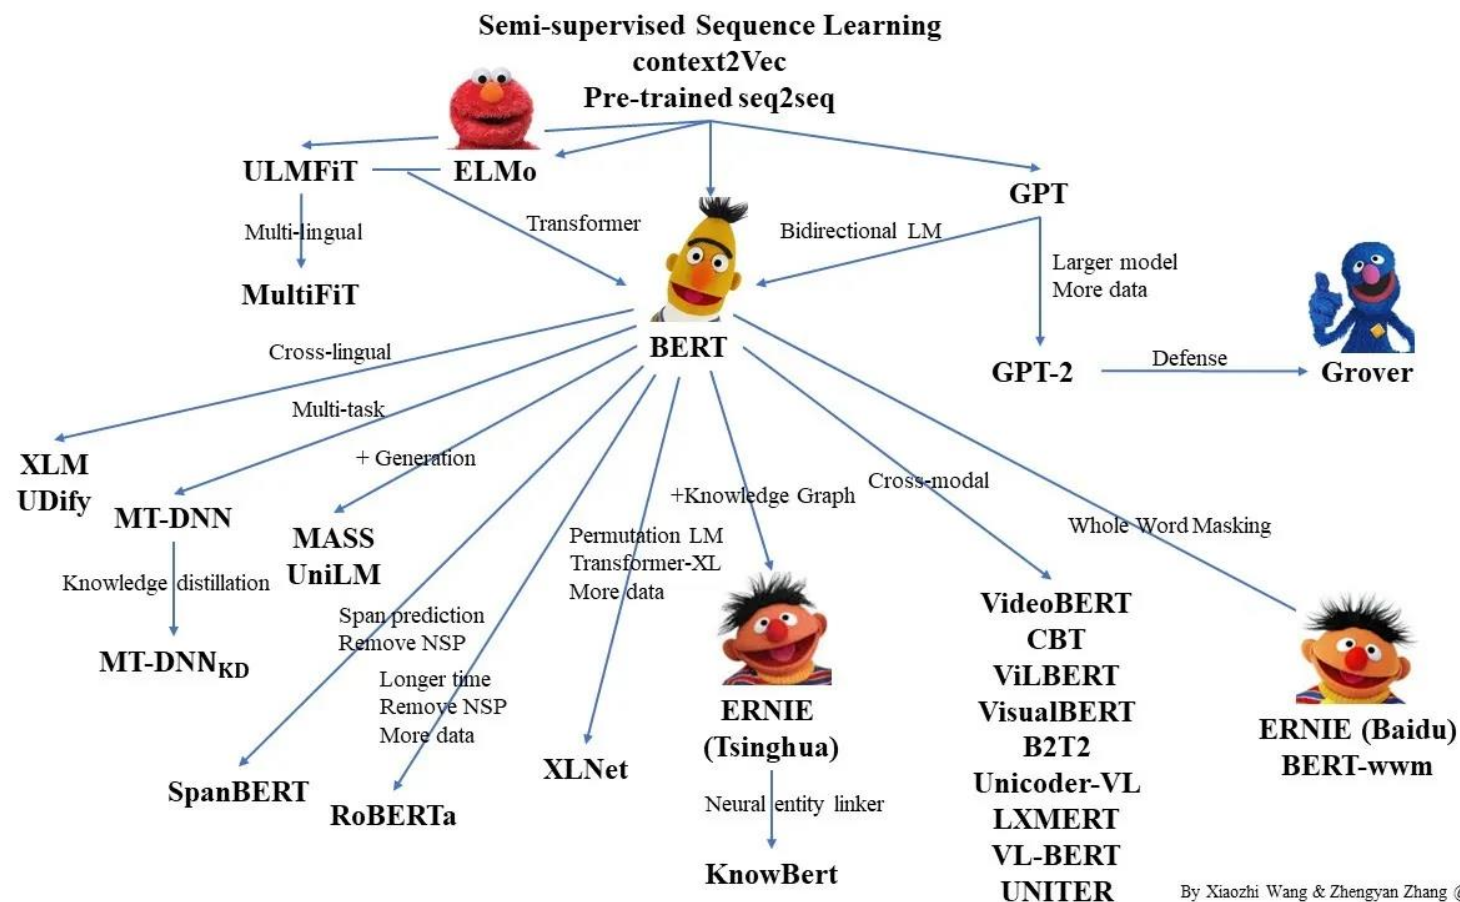 Semi-supervised Sequence Learning
context2Vec
Pre-trained seq2seq
ULMFiT
ELMo
GPT
Multi-lingual
Transformer
Bidirectional LM
Larger model
More data
MultiFiT
BERT
GPT-2
Defense
Grover
Cross-lingual
Multi-task
+ Generation
XLM
UDify
MT-DNN
MASS
UniLM
Knowledge distillation
MT-DNN_KD
Span prediction
Remove NSP
Longer time
Remove NSP
More data
Permutation LM
Transformer-XL
More data
+Knowledge Graph
Cross-modal
Whole Word Masking
SpanBERT
RoBERTa
XLNet
ERNIE
(Tsinghua)
Neural entity linker
KnowBert
VideoBERT
CBT
ViLBERT
VisualBERT
B2T2
Unicoder-VL
LXMERT
VL-BERT
UNITER
ERNIE (Baidu)
BERT-wwm
By Xiaozhi Wang & Zhengyan Zhang @